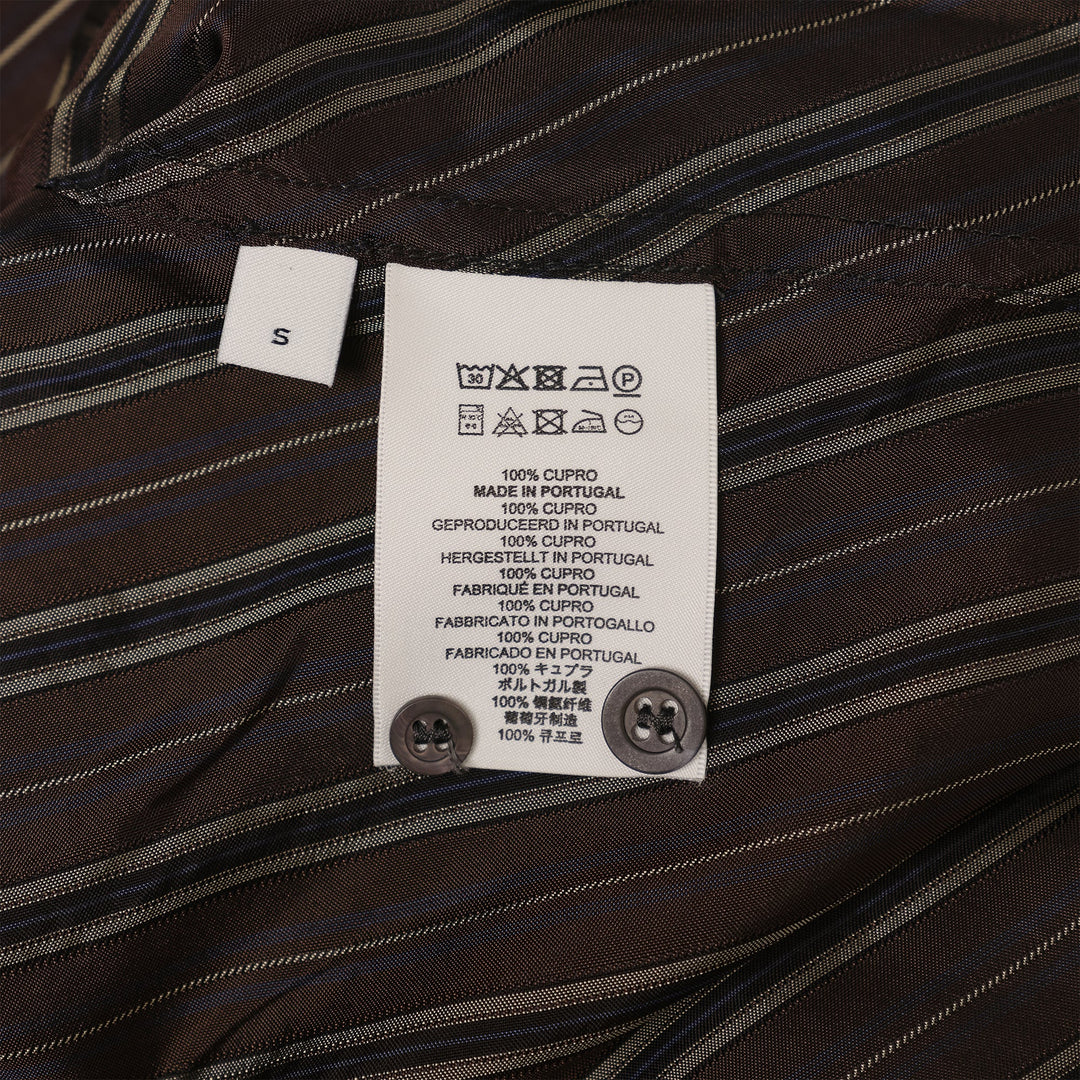 S
30
P
100% CUPRO
MADE IN PORTUGAL
100% CUPRO
GEPRODUCEERD IN PORTUGAL
100% CUPRO
HERGESTELLT IN PORTUGAL
100% CUPRO
FABRIQUÉ EN PORTUGAL
100% CUPRO
FABBRICATO IN PORTOGALLO
100% CUPRO
FABRICADO EN PORTUGAL
100% キュプラ
ポルトガル製
100% 铜氨纤维
葡萄牙制造
100% 큐프로